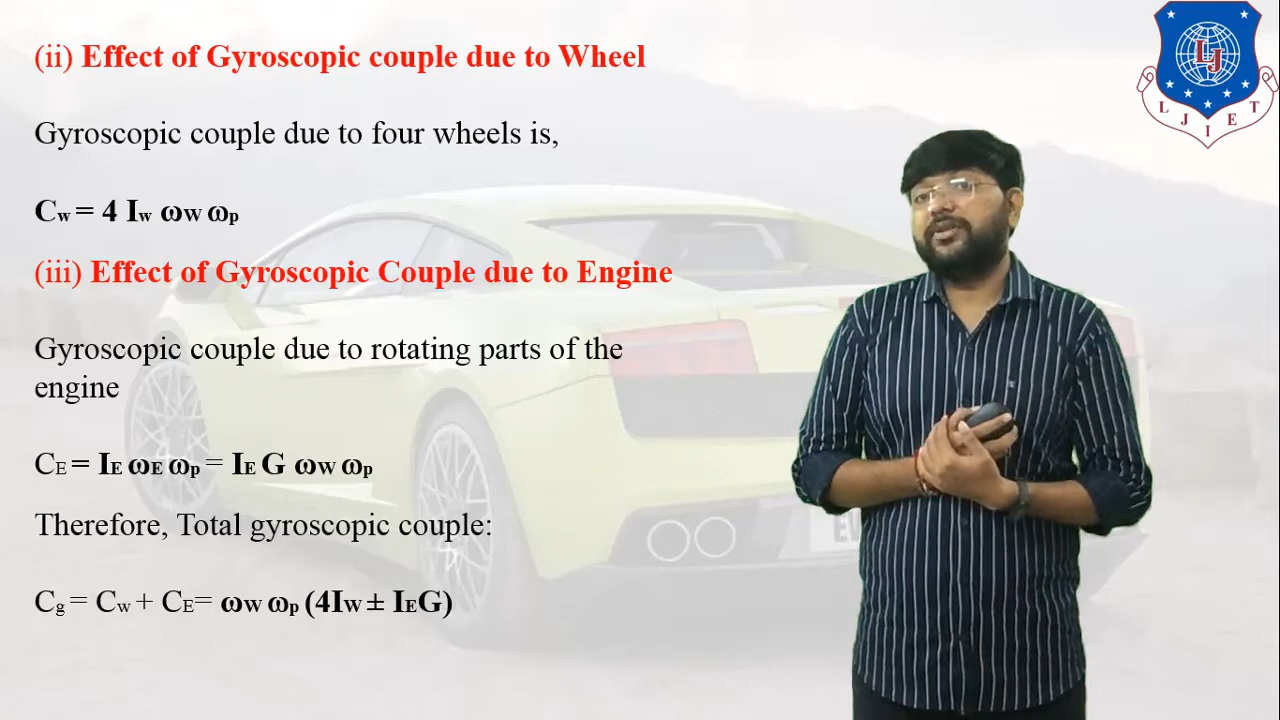 (ii) Effect of Gyroscopic couple due to Wheel
Gyroscopic couple due to four wheels is,
Cw = 4 Iw ωW ωp
(iii) Effect of Gyroscopic Couple due to Engine
Gyroscopic couple due to rotating parts of the
engine
CE = IE ωE ωp = IE G ωW ωp
Therefore, Total gyroscopic couple:
Cg = Cw + CE= ωW ωp (4IW ± IEG)
LJ
LJIET